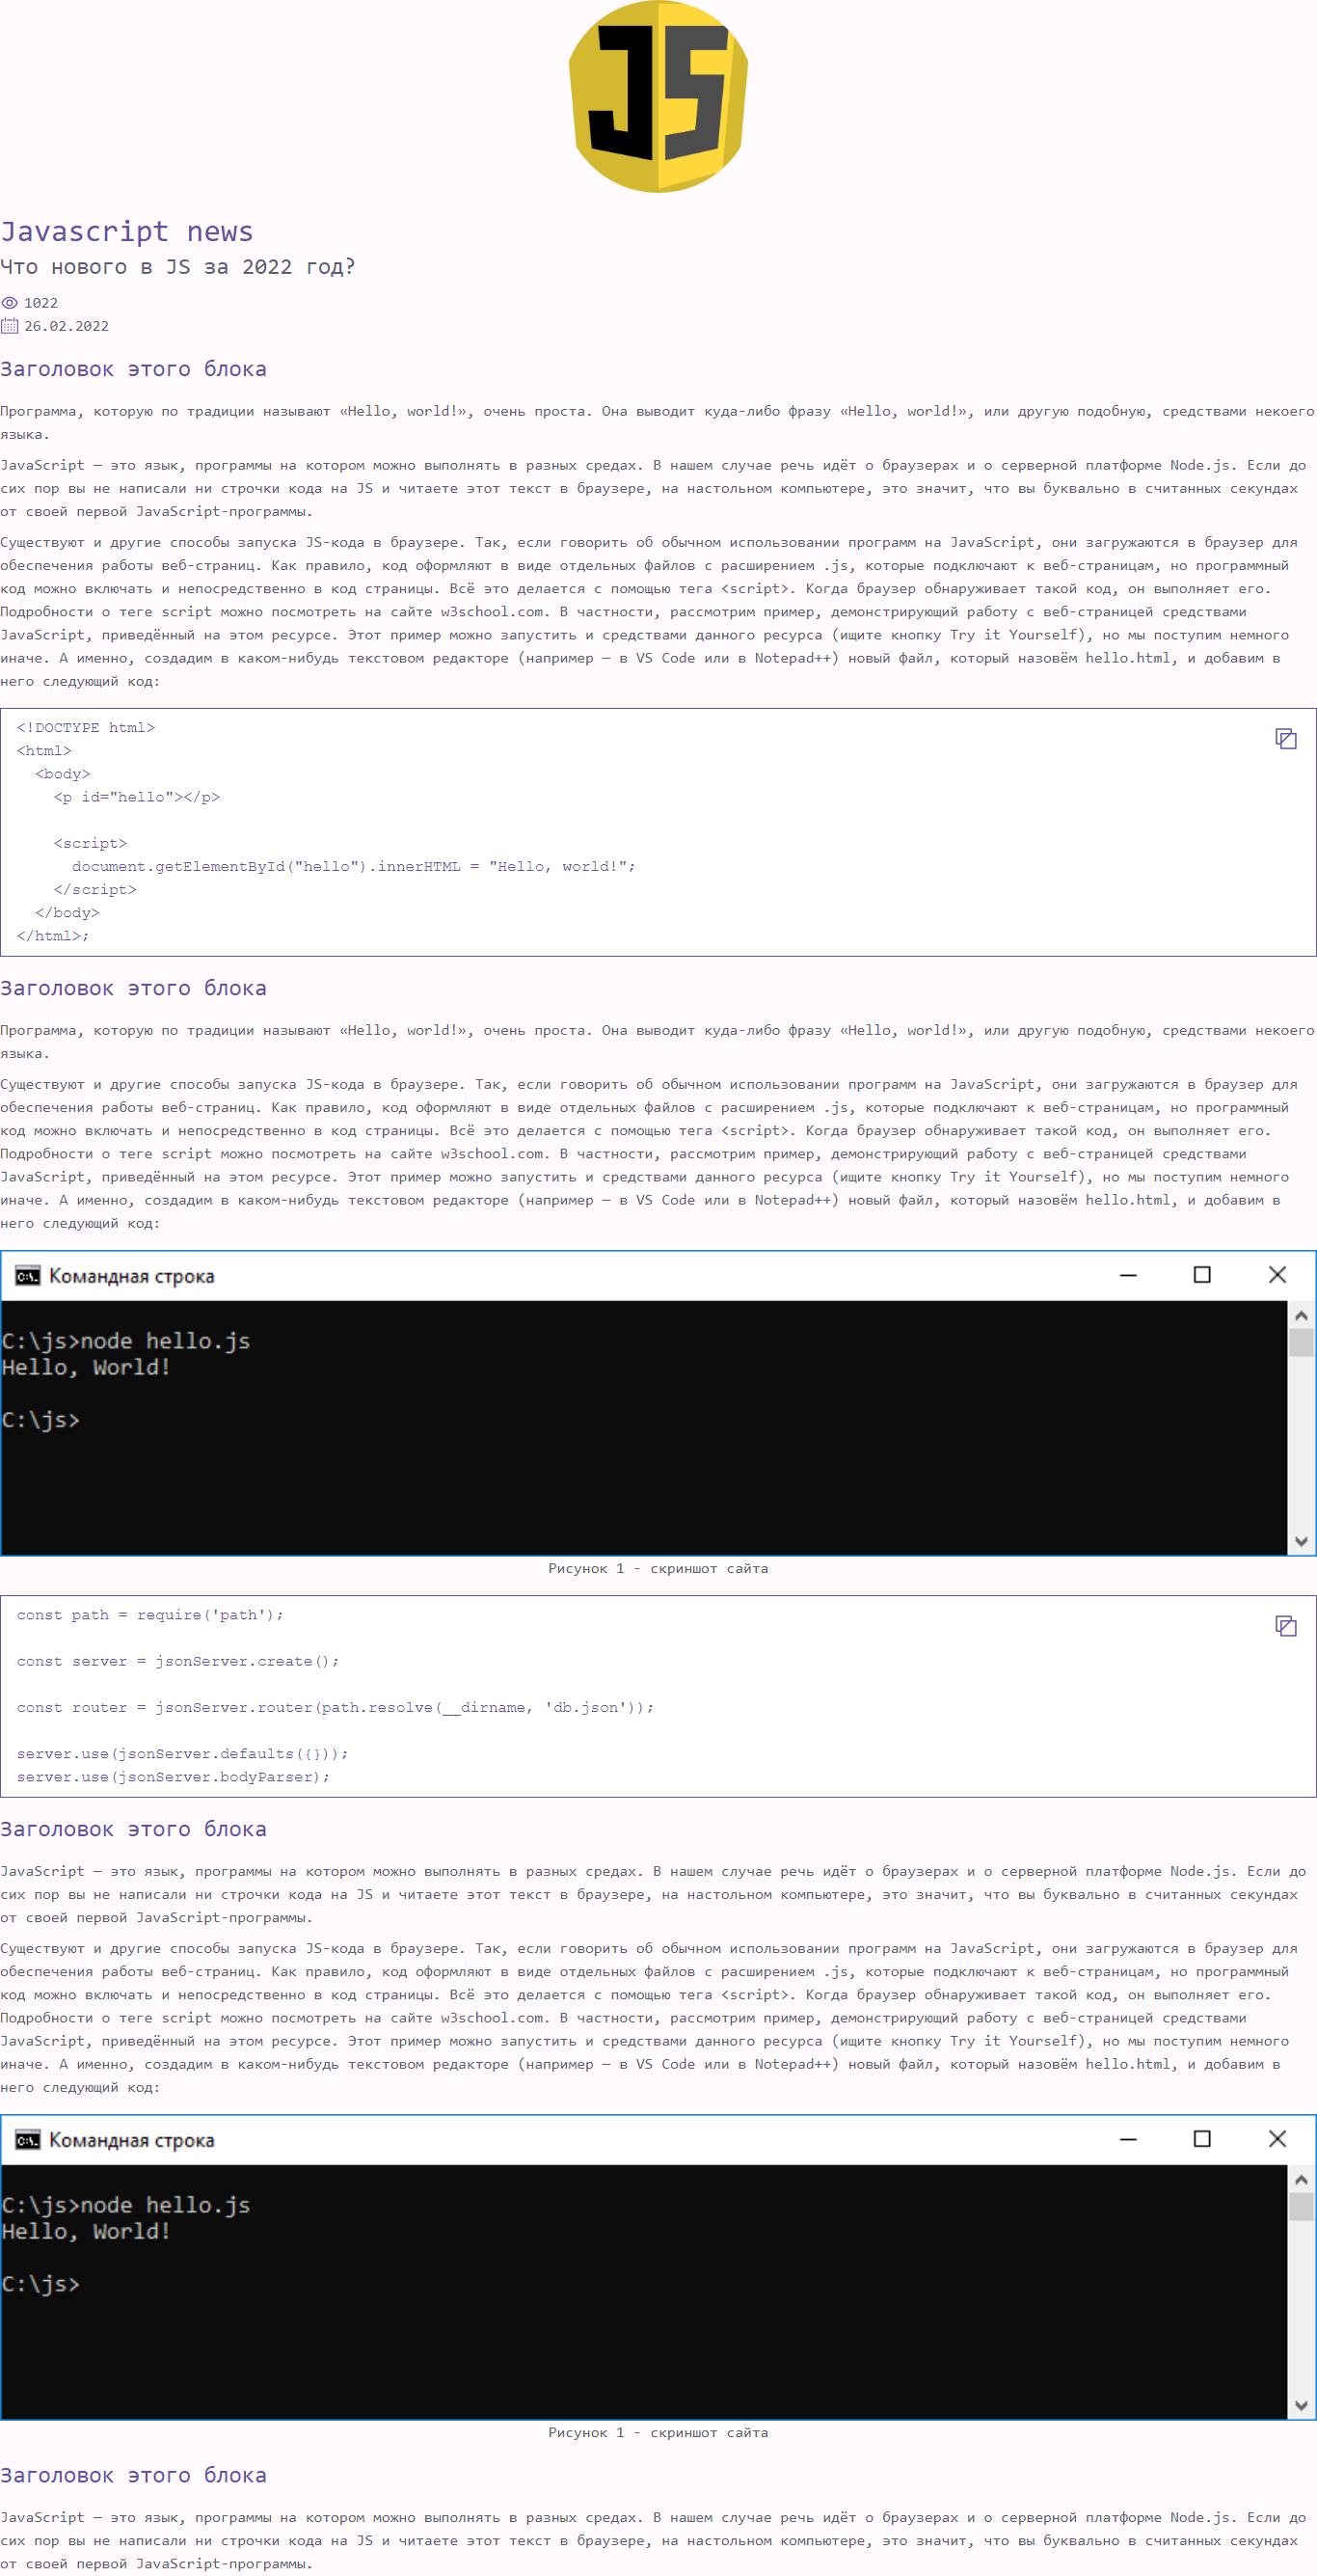 JS
Javascript news
Что нового в JS за 2022 год?
1022
26.02.2022
Заголовок этого блока
Программа, которую по традиции называют «Hello, world!», очень проста. Она выводит куда-либо фразу «Hello, world!», или другую подобную, средствами некоего
языка.
JavaScript — это язык, программы на котором можно выполнять в разных средах. В нашем случае речь идёт о браузерах и о серверной платформе Node.js. Если до
сих пор вы не написали ни строчки кода на JS и читаете этот текст в браузере, на настольном компьютере, это значит, что вы буквально в считанных секундах
от своей первой JavaScript-программы.
Существуют и другие способы запуска JS-кода в браузере. Так, если говорить об обычном использовании программ на JavaScript, они загружаются в браузер для
обеспечения работы веб-страниц. Как правило, код оформляют в виде отдельных файлов с расширением .js, которые подключают к веб-страницам, но программный
код можно включать и непосредственно в код страницы. Всё это делается с помощью тега <script>. Когда браузер обнаруживает такой код, он выполняет его.
Подробности о теге script можно посмотреть на сайте w3school.com. В частности, рассмотрим пример, демонстрирующий работу с веб-страницей средствами
JavaScript, приведённый на этом ресурсе. Этот пример можно запустить и средствами данного ресурса (ищите кнопку Try it Yourself), но мы поступим немного
иначе. А именно, создадим в каком-нибудь текстовом редакторе (например — в VS Code или в Notepad++) новый файл, который назовём hello.html, и добавим в
него следующий код:
<!DOCTYPE html>
<html>
<body>
<p id="hello"></p>
<script>
document.getElementById("hello").innerHTML = "Hello, world!";
</script>
</body>
</html>;
Заголовок этого блока
Программа, которую по традиции называют «Hello, world!», очень проста. Она выводит куда-либо фразу «Hello, world!», или другую подобную, средствами некоего
языка.
Существуют и другие способы запуска JS-кода в браузере. Так, если говорить об обычном использовании программ на JavaScript, они загружаются в браузер для
обеспечения работы веб-страниц. Как правило, код оформляют в виде отдельных файлов с расширением .js, которые подключают к веб-страницам, но программный
код можно включать и непосредственно в код страницы. Всё это делается с помощью тега <script>. Когда браузер обнаруживает такой код, он выполняет его.
Подробности о теге script можно посмотреть на сайте w3school.com. В частности, рассмотрим пример, демонстрирующий работу с веб-страницей средствами
JavaScript, приведённый на этом ресурсе. Этот пример можно запустить и средствами данного ресурса (ищите кнопку Try it Yourself), но мы поступим немного
иначе. А именно, создадим в каком-нибудь текстовом редакторе (например — в VS Code или в Notepad++) новый файл, который назовём hello.html, и добавим в
него следующий код:
C:\. Командная строка
C:\js>node hello.js
Hello, World!
C:\js>
Рисунок 1 - скриншот сайта
const path = require('path');
const server = jsonServer.create();
const router = jsonServer.router(path.resolve(__dirname, 'db.json'));
server.use(jsonServer.defaults({}));
server.use(jsonServer.bodyParser);
Заголовок этого блока
JavaScript — это язык, программы на котором можно выполнять в разных средах. В нашем случае речь идёт о браузерах и о серверной платформе Node.js. Если до
сих пор вы не написали ни строчки кода на JS и читаете этот текст в браузере, на настольном компьютере, это значит, что вы буквально в считанных секундах
от своей первой JavaScript-программы.
Существуют и другие способы запуска JS-кода в браузере. Так, если говорить об обычном использовании программ на JavaScript, они загружаются в браузер для
обеспечения работы веб-страниц. Как правило, код оформляют в виде отдельных файлов с расширением .js, которые подключают к веб-страницам, но программный
код можно включать и непосредственно в код страницы. Всё это делается с помощью тега <script>. Когда браузер обнаруживает такой код, он выполняет его.
Подробности о теге script можно посмотреть на сайте w3school.com. В частности, рассмотрим пример, демонстрирующий работу с веб-страницей средствами
JavaScript, приведённый на этом ресурсе. Этот пример можно запустить и средствами данного ресурса (ищите кнопку Try it Yourself), но мы поступим немного
иначе. А именно, создадим в каком-нибудь текстовом редакторе (например — в VS Code или в Notepad++) новый файл, который назовём hello.html, и добавим в
него следующий код:
C:\. Командная строка
C:\js>node hello.js
Hello, World!
C:\js>
Рисунок 1 - скриншот сайта
Заголовок этого блока
JavaScript — это язык, программы на котором можно выполнять в разных средах. В нашем случае речь идёт о браузерах и о серверной платформе Node.js. Если до
сих пор вы не написали ни строчки кода на JS и читаете этот текст в браузере, на настольном компьютере, это значит, что вы буквально в считанных секундах
от своей первой JavaScript-программы.